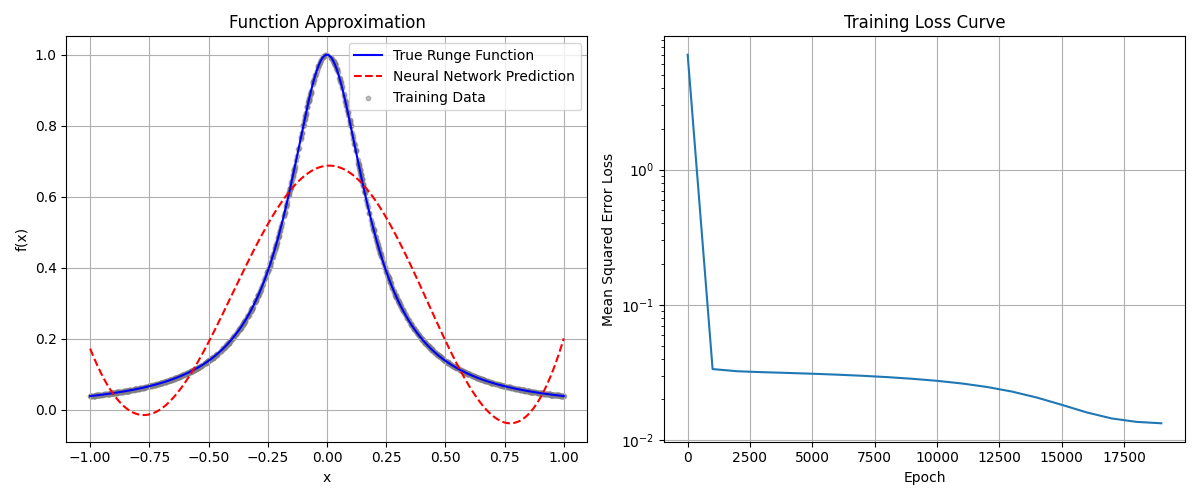 Function Approximation
True Runge Function
Neural Network Prediction
Training Data
1.0
0.8
0.6
0.4
0.2
0.0
f(x)
−1.00 −0.75 −0.50 −0.25 0.00 0.25 0.50 0.75 1.00
x
Training Loss Curve
10⁰
10⁻¹
10⁻²
Mean Squared Error Loss
0 2500 5000 7500 10000 12500 15000 17500
Epoch